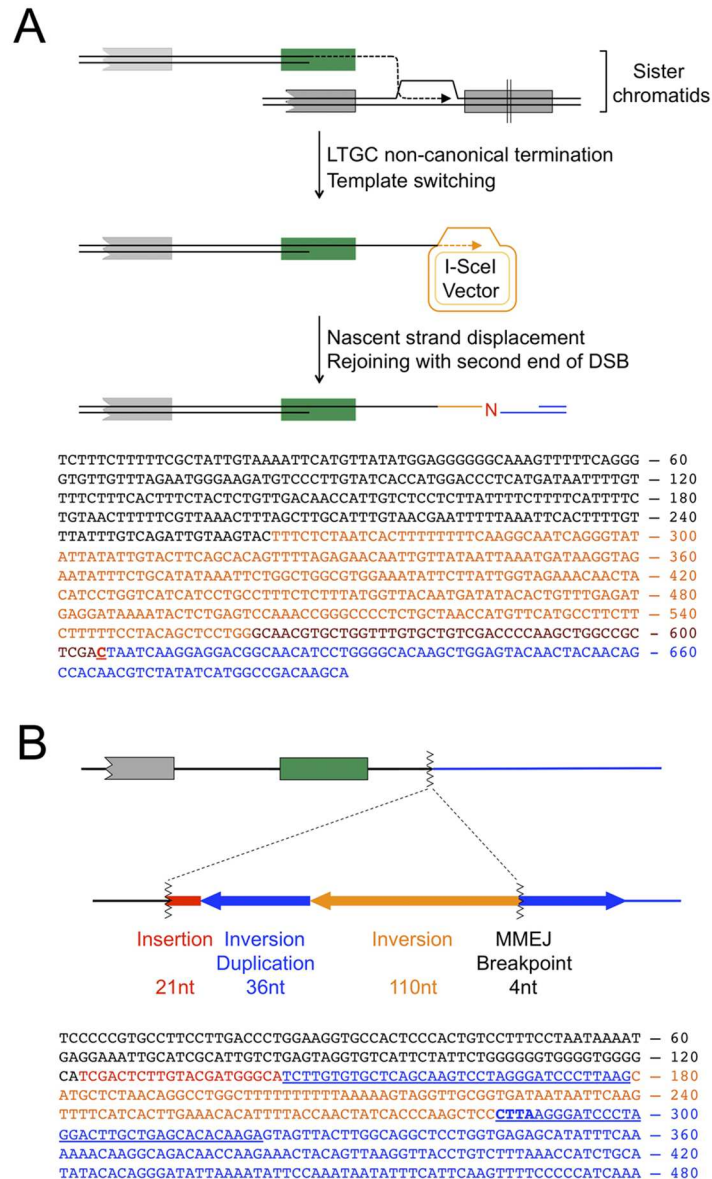 A
Sister
chromatids
LTGC non-canonical termination
Template switching
I-SceI
Vector
Nascent strand displacement
Rejoining with second end of DSB
N
TCTTTCTTTTTCGCTATTGTAAAATTCATGTTATATGGAGGGGGGCAAAGTTTTTCAGGG — 60
GTGTTGTTTAGAATGGGAAGATGTCCCTTGTATCACCATGGACCCTCATGATAATTTTGT — 120
TTTCTTTCACTTTCTACTCTGTTGACAACCATTGTCTCCTCTTATTTTCTTTTCATTTTC — 180
TGTAACTTTTTCGTTAAACTTTAGCTTGCATTTGTAACGAATTTTTAAATTCACTTTTGT — 240
TTATTTGTCAGATTGTAAGTACTTTCTCTAATCACTTTTTTTTCAAGGCAATCAGGGTAT — 300
ATTATATTGTACTTCAGCACAGTTTTAGAGAACAATTGTTATAATTAAATGATAAGGTAG — 360
AATATTTCTGCATATAAATTCTGGCTGGCGTGGAAATATTCTTATTGGTAGAAACAACTA — 420
CATCCTGGTCATCATCCTGCCTTTCTCTTTATGGTTACAATGATATACACTGTTTGAGAT — 480
GAGGATAAAATACTCTGAGTCCAAACCGGGCCCCTCTGCTAACCATGTTCATGCCTTCTT — 540
CTTTTTCCTACAGCTCCTGGGCAACGTGCTGGTTTGTGCTGTCGACCCCAAGCTGGCCGC — 600
TCGACTAATCAAGGAGGACGGCAACATCCTGGGGCACAAGCTGGAGTACAACTACAACAG — 660
CCACAACGTCTATATCATGGCCGACAAGCA
B
Insertion Inversion Inversion MMEJ
Duplication Breakpoint
21nt 36nt 110nt 4nt
TCCCCCGTGCCTTCCTTGACCCTGGAAGGTGCCACTCCCACTGTCCTTTCCTAATAAAAT — 60
GAGGAAATTGCATCGCATTGTCTGAGTAGGTGTCATTCTATTCTGGGGGGTGGGGTGGGG — 120
CATCGACTCTTGTACGATGGGCATCTTGTGTGCTCAGCAAGTCCTAGGGATCCCTTAAGC — 180
ATGCTCTAACAGGCCTGGCTTTTTTTTTTAAAAAGTAGGTTGCGGTGATAATAATTCAAG — 240
TTTTCATCACTTGAAACACATTTTACCAACTATCACCCAAGCTCCCTTAAGGGATCCCTA — 300
GGACTTGCTGAGCACACAAGAGTAGTTACTTGGCAGGCTCCTGGTGAGAGCATATTTCAA — 360
AAAACAAGGCAGACAACCAAGAAACTACAGTTAAGGTTACCTGTCTTTAAACCATCTGCA — 420
TATACACAGGGATATTAAAATATTCCAAATAATATTTCATTCAAGTTTTCCCCCATCAAA — 480